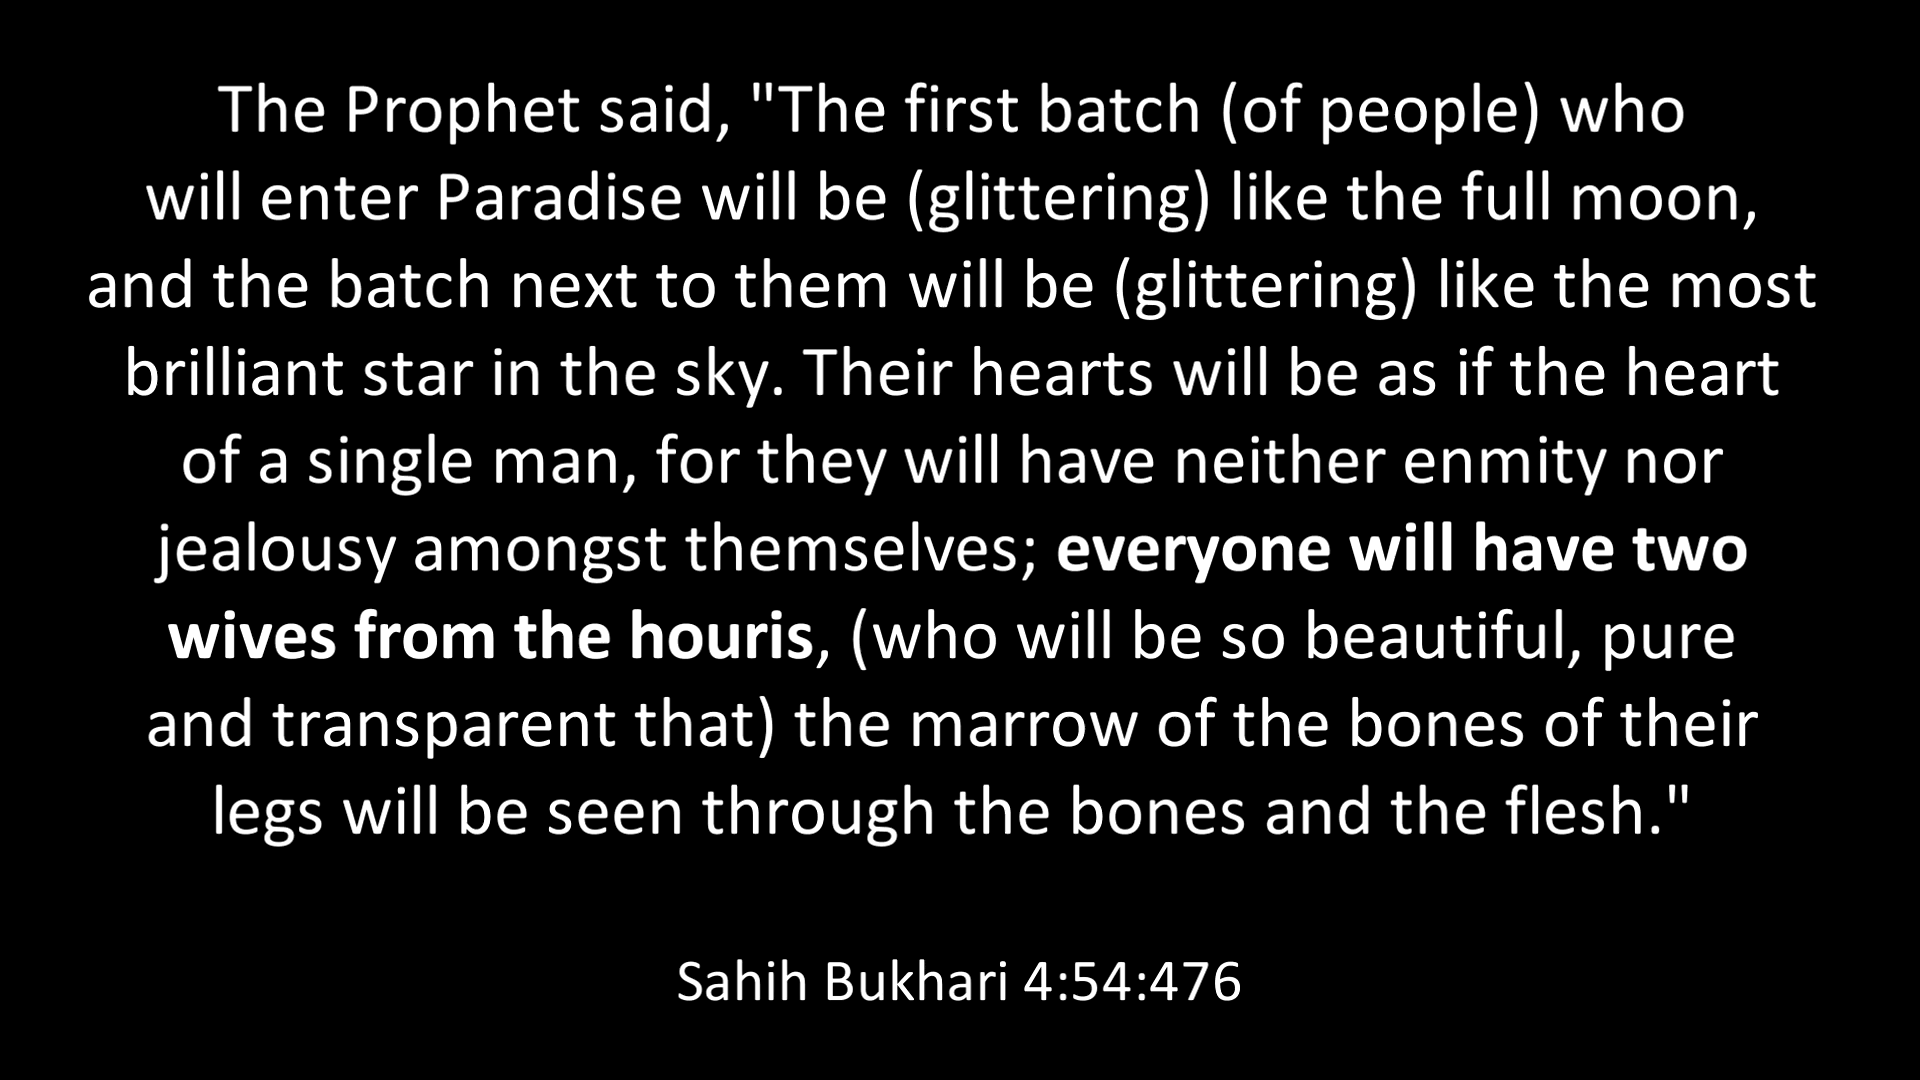 The Prophet said, "The first batch (of people) who
will enter Paradise will be (glittering) like the full moon,
and the batch next to them will be (glittering) like the most
brilliant star in the sky. Their hearts will be as if the heart
of a single man, for they will have neither enmity nor
jealousy amongst themselves; everyone will have two
wives from the houris, (who will be so beautiful, pure
and transparent that) the marrow of the bones of their
legs will be seen through the bones and the flesh."
Sahih Bukhari 4:54:476